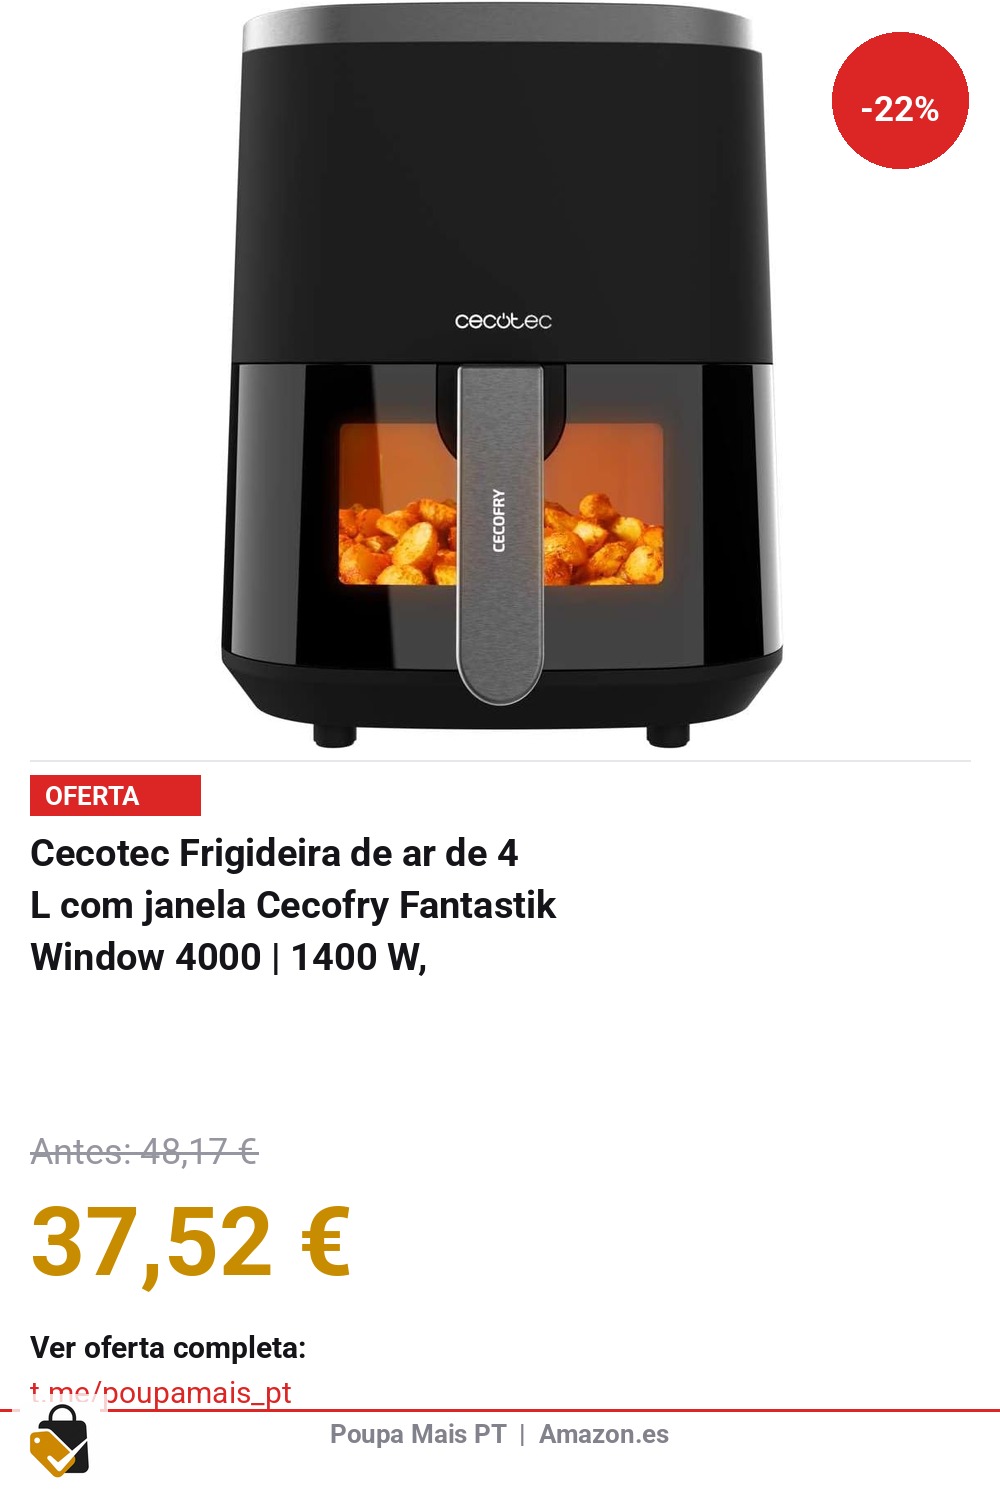 -22%
cecotec
CECOFRY
OFERTA
Cecotec Frigideira de ar de 4
L com janela Cecofry Fantastik
Window 4000 | 1400 W,
Antes: 48,17 €
37,52 €
Ver oferta completa:
t.me/poupamais_pt
Poupa Mais PT | Amazon.es